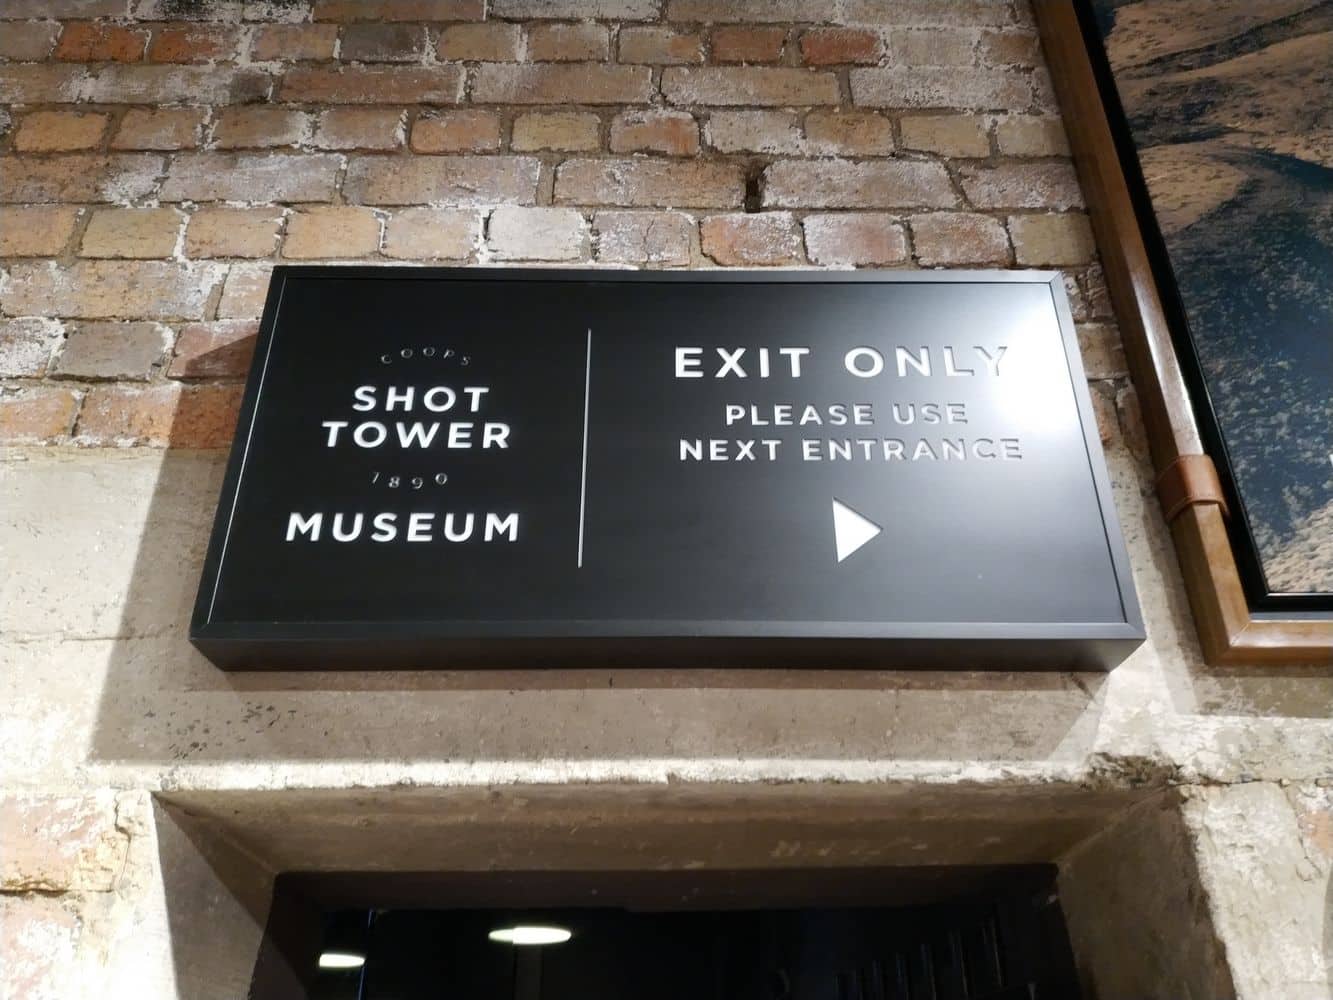 COOPS
SHOT
TOWER
1890
MUSEUM
EXIT ONLY
PLEASE USE
NEXT ENTRANCE